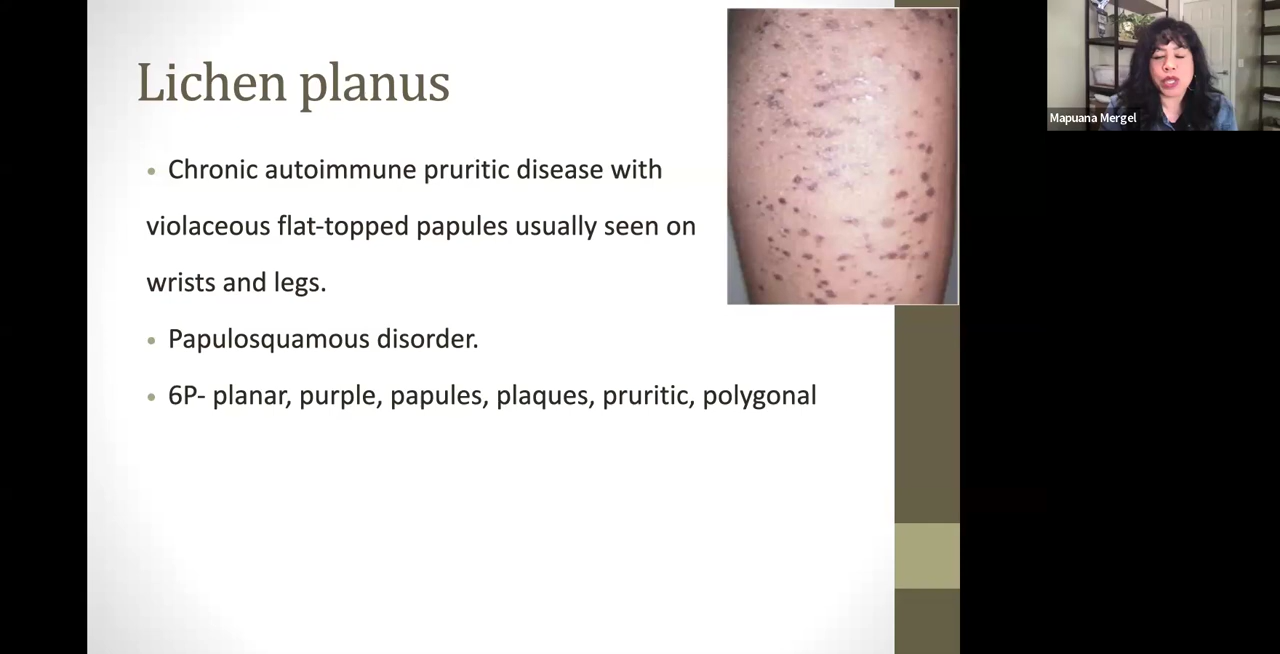 Lichen planus
• Chronic autoimmune pruritic disease with
violaceous flat-topped papules usually seen on
wrists and legs.
• Papulosquamous disorder.
• 6P- planar, purple, papules, plaques, pruritic, polygonal
Mapuana Mergel